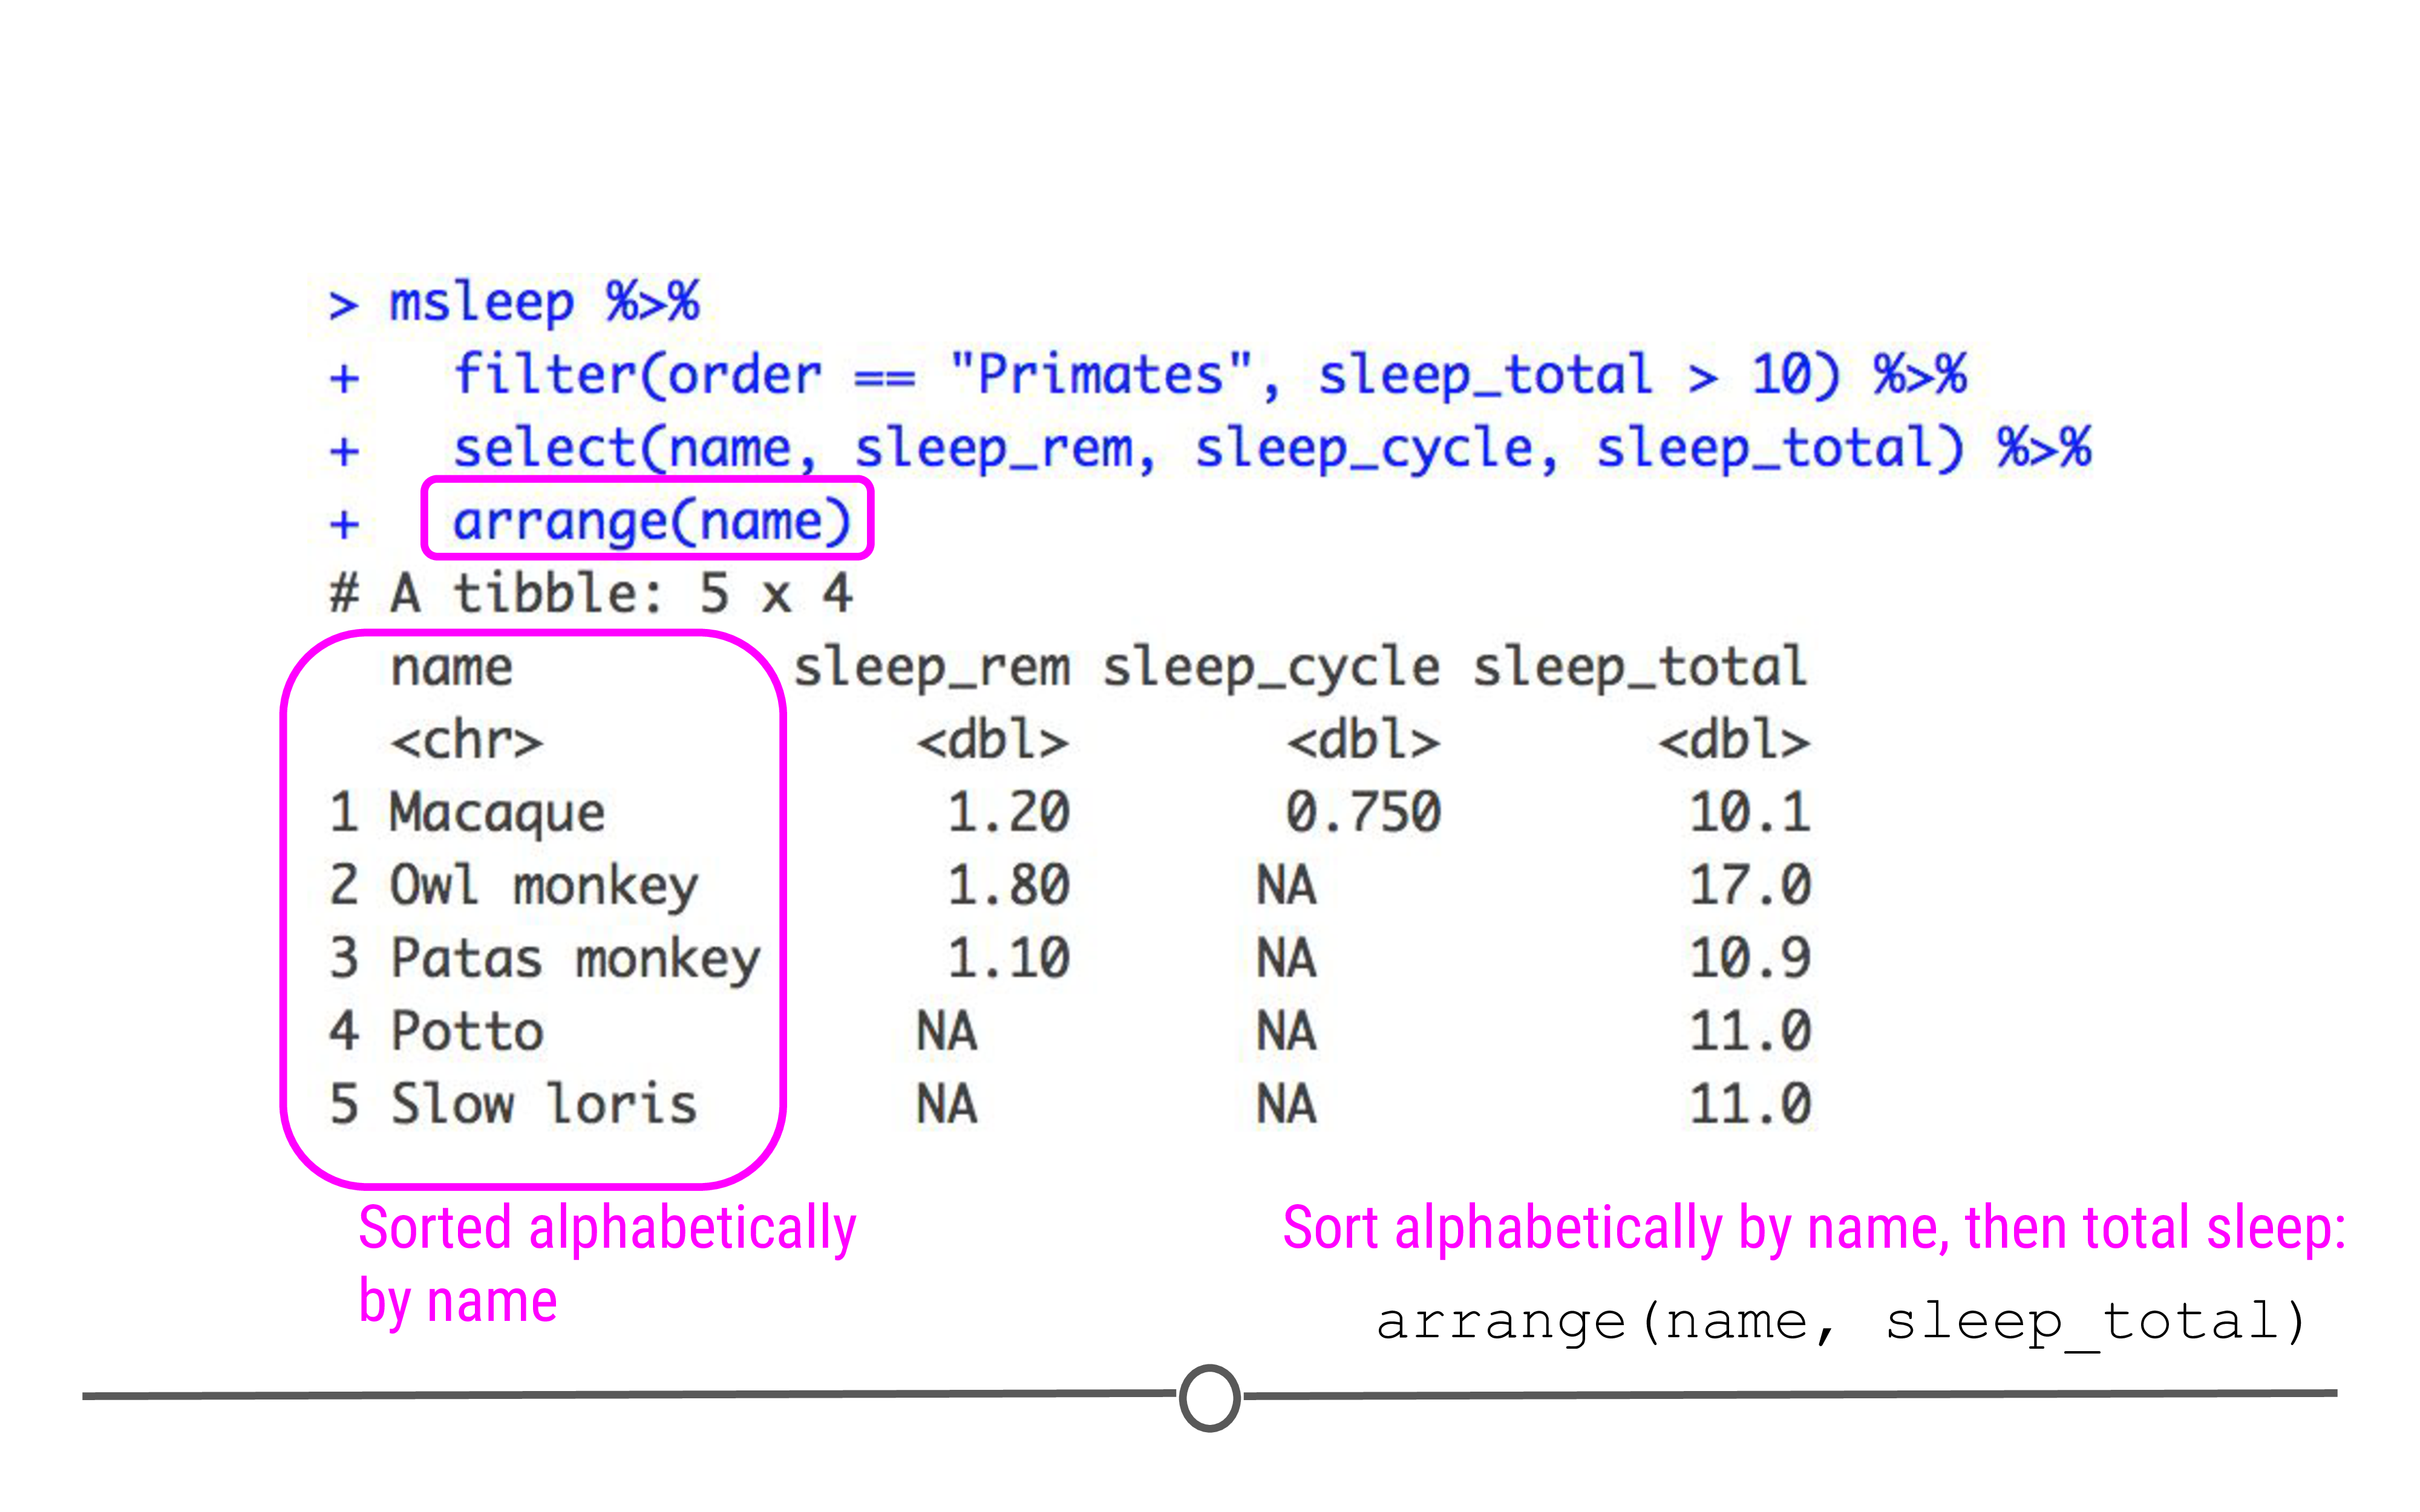 > msleep %>%
+   filter(order == "Primates", sleep_total > 10) %>%
+   select(name, sleep_rem, sleep_cycle, sleep_total) %>%
+   arrange(name)
# A tibble: 5 x 4
  name         sleep_rem sleep_cycle sleep_total
  <chr>            <dbl>       <dbl>       <dbl>
1 Macaque           1.20       0.750        10.1
2 Owl monkey        1.80      NA            17.0
3 Patas monkey      1.10      NA            10.9
4 Potto            NA         NA            11.0
5 Slow loris       NA         NA            11.0
Sorted alphabetically
by name
Sort alphabetically by name, then total sleep:
arrange(name, sleep_total)